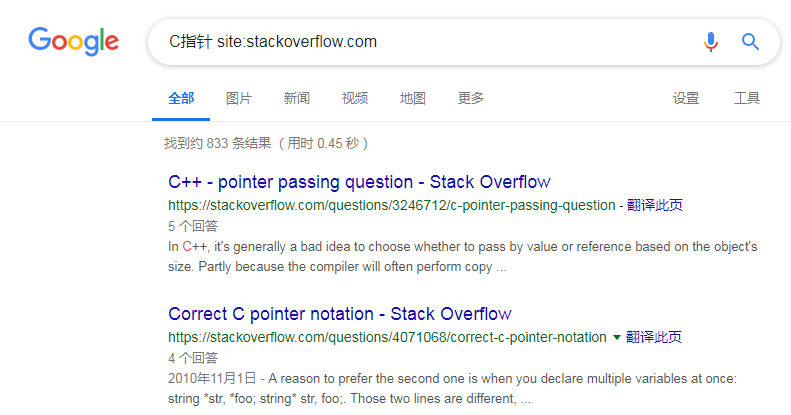 Google
C指针 site:stackoverflow.com
全部 图片 新闻 视频 地图 更多 设置 工具
找到约 833 条结果 （用时 0.45 秒）
C++ - pointer passing question - Stack Overflow
https://stackoverflow.com/questions/3246712/c-pointer-passing-question - 翻译此页
5 个回答
In C++, it's generally a bad idea to choose whether to pass by value or reference based on the object's
size. Partly because the compiler will often perform copy ...
Correct C pointer notation - Stack Overflow
https://stackoverflow.com/questions/4071068/correct-c-pointer-notation 翻译此页
4 个回答
2010年11月1日 - A reason to prefer the second one is when you declare multiple variables at once:
string *str, *foo; string* str, foo;. Those two lines are different, ...